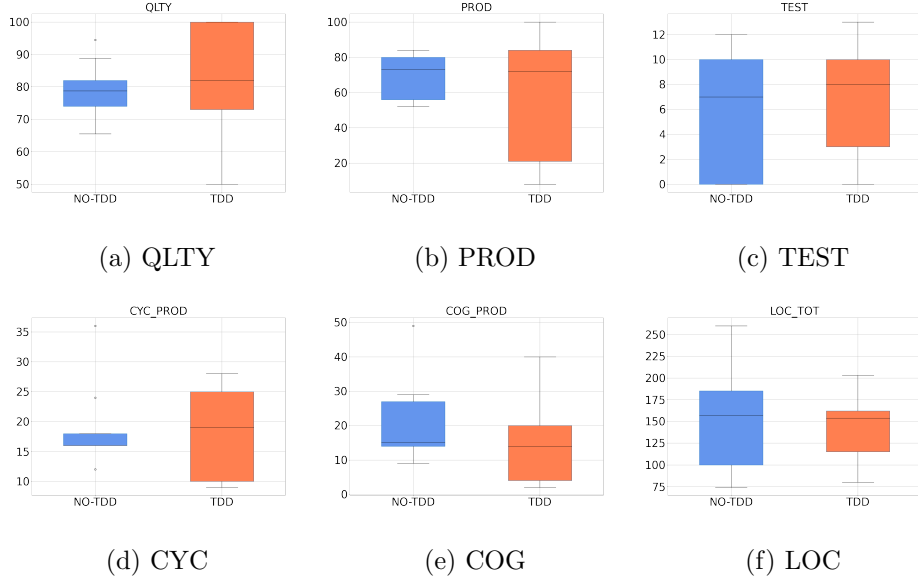 QLTY
100
90
80
70
60
50
NO-TDD
TDD
(a) QLTY
PROD
100
80
60
40
20
NO-TDD
TDD
(b) PROD
TEST
12
10
8
6
4
2
0
NO-TDD
TDD
(c) TEST
CYC_PROD
35
30
25
20
15
10
NO-TDD
TDD
(d) CYC
COG_PROD
50
40
30
20
10
0
NO-TDD
TDD
(e) COG
LOC_TOT
250
225
200
175
150
125
100
75
NO-TDD
TDD
(f) LOC